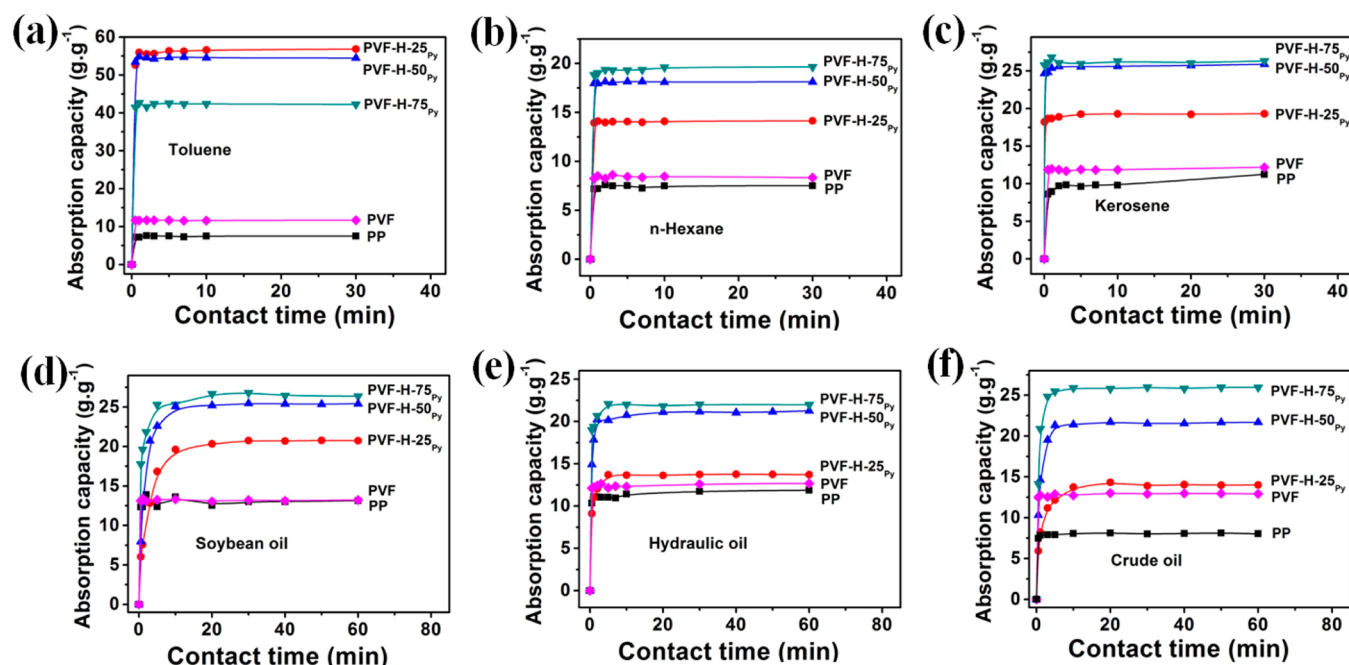 (a)
Absorption capacity (g.g⁻¹)
60
55
50
45
40
35
30
25
20
15
10
5
0
PVF-H-25Py
PVF-H-50Py
PVF-H-75Py
Toluene
PVF
PP
0 10 20 30 40
Contact time (min)
(b)
Absorption capacity (g.g⁻¹)
20
15
10
5
0
PVF-H-75Py
PVF-H-50Py
PVF-H-25Py
PVF
PP
n-Hexane
0 10 20 30 40
Contact time (min)
(c)
Absorption capacity (g.g⁻¹)
25
20
15
10
5
0
PVF-H-75Py
PVF-H-50Py
PVF-H-25Py
PVF
PP
Kerosene
0 10 20 30 40
Contact time (min)
(d)
Absorption capacity (g.g⁻¹)
25
20
15
10
5
0
PVF-H-75Py
PVF-H-50Py
PVF-H-25Py
PVF
PP
Soybean oil
0 20 40 60 80
Contact time (min)
(e)
Absorption capacity (g.g⁻¹)
25
20
15
10
5
0
PVF-H-75Py
PVF-H-50Py
PVF-H-25Py
PVF
PP
Hydraulic oil
0 20 40 60 80
Contact time (min)
(f)
Absorption capacity (g.g⁻¹)
25
20
15
10
5
0
PVF-H-75Py
PVF-H-50Py
PVF-H-25Py
PVF
PP
Crude oil
0 20 40 60 80
Contact time (min)